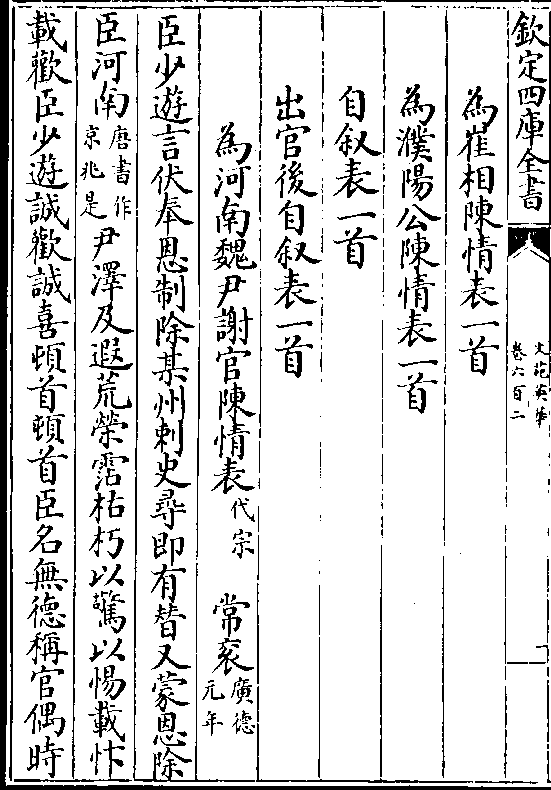 欽定四庫全書
文苑英華
卷六百二
一
為崔相陳情表一首
為濮陽公陳情表一首
自叙表一首
出官後自叙表一首
為河南魏尹謝官陳情表代宗 常衮廣德元年
臣少遊言伏奉恩制除某州刺史尋即有替又蒙恩除
臣河南唐書作京兆是尹澤及遐荒榮霑枯朽以驚以惕載忭
載歡臣少遊誠歡誠喜頓首頓首臣名無德稱官偶時